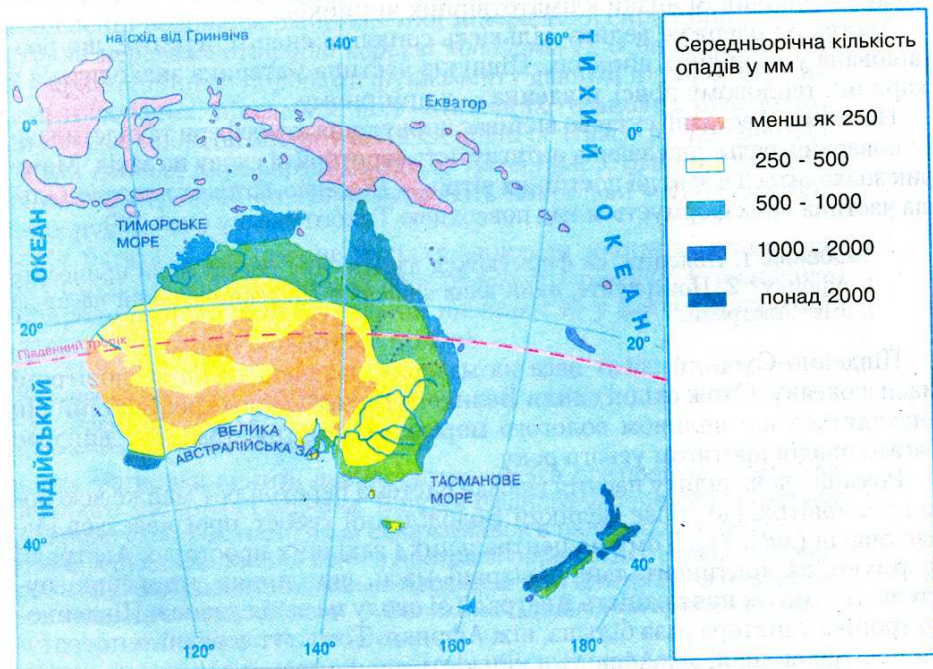 на схід від Гринвіча
140°
160°
ТИХИЙ ОКЕАН
Екватор
0°
0°
ТИМОРСЬКЕ
МОРЕ
ІНДІЙСЬКИЙ ОКЕАН
20°
20°
Південний тропік
ВЕЛИКА
АВСТРАЛІЙСЬКА ЗАТ.
ТАСМАНОВЕ
МОРЕ
40°
40°
120°
140°
160°
180°
Середньорічна кількість
опадів у мм
менш як 250
250 - 500
500 - 1000
1000 - 2000
понад 2000